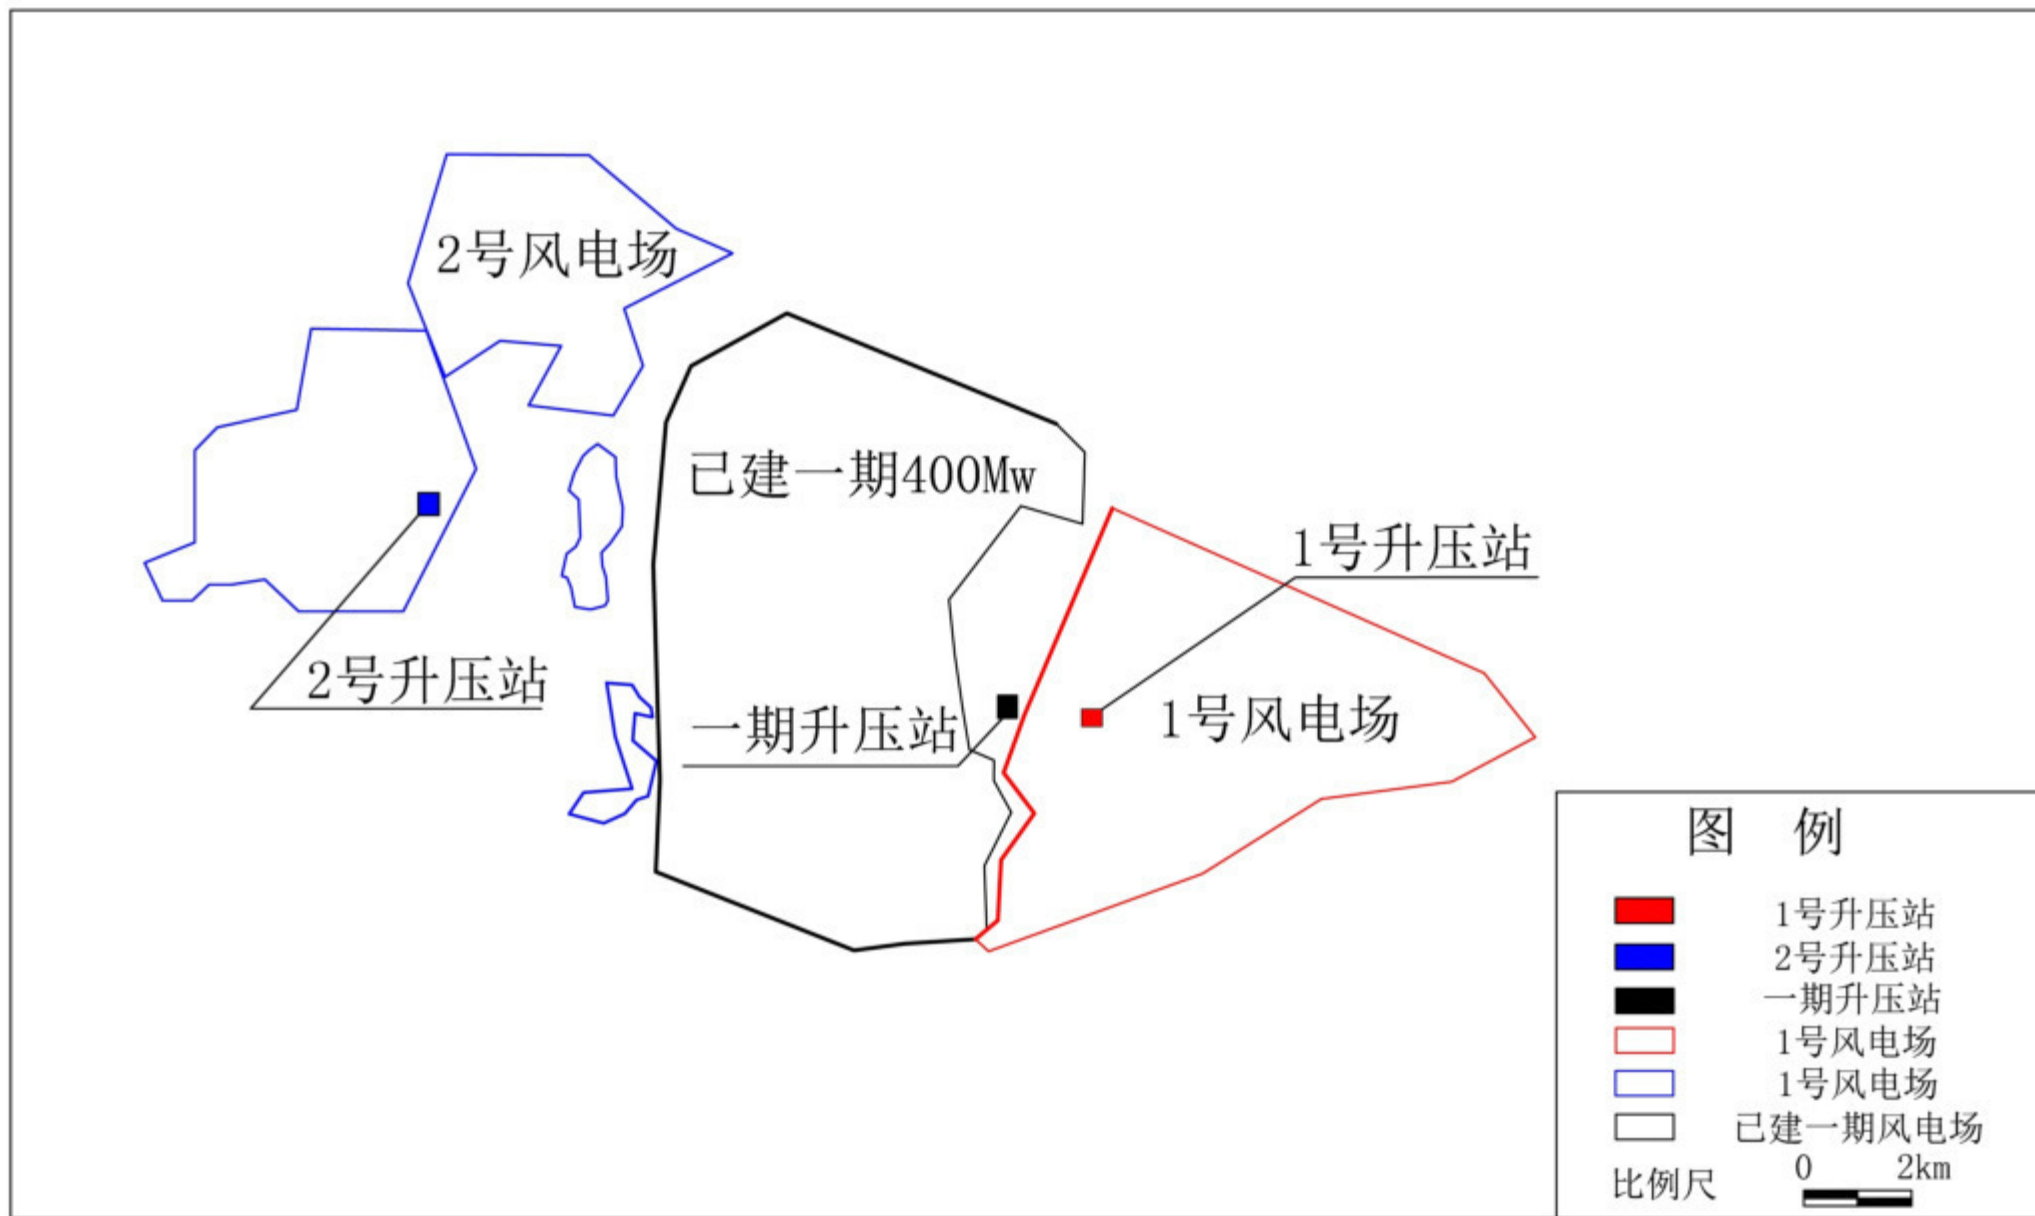 2号风电场
已建一期400Mw
1号升压站
2号升压站
一期升压站
1号风电场
图 例
1号升压站
2号升压站
一期升压站
1号风电场
1号风电场
已建一期风电场
0 2km
比例尺